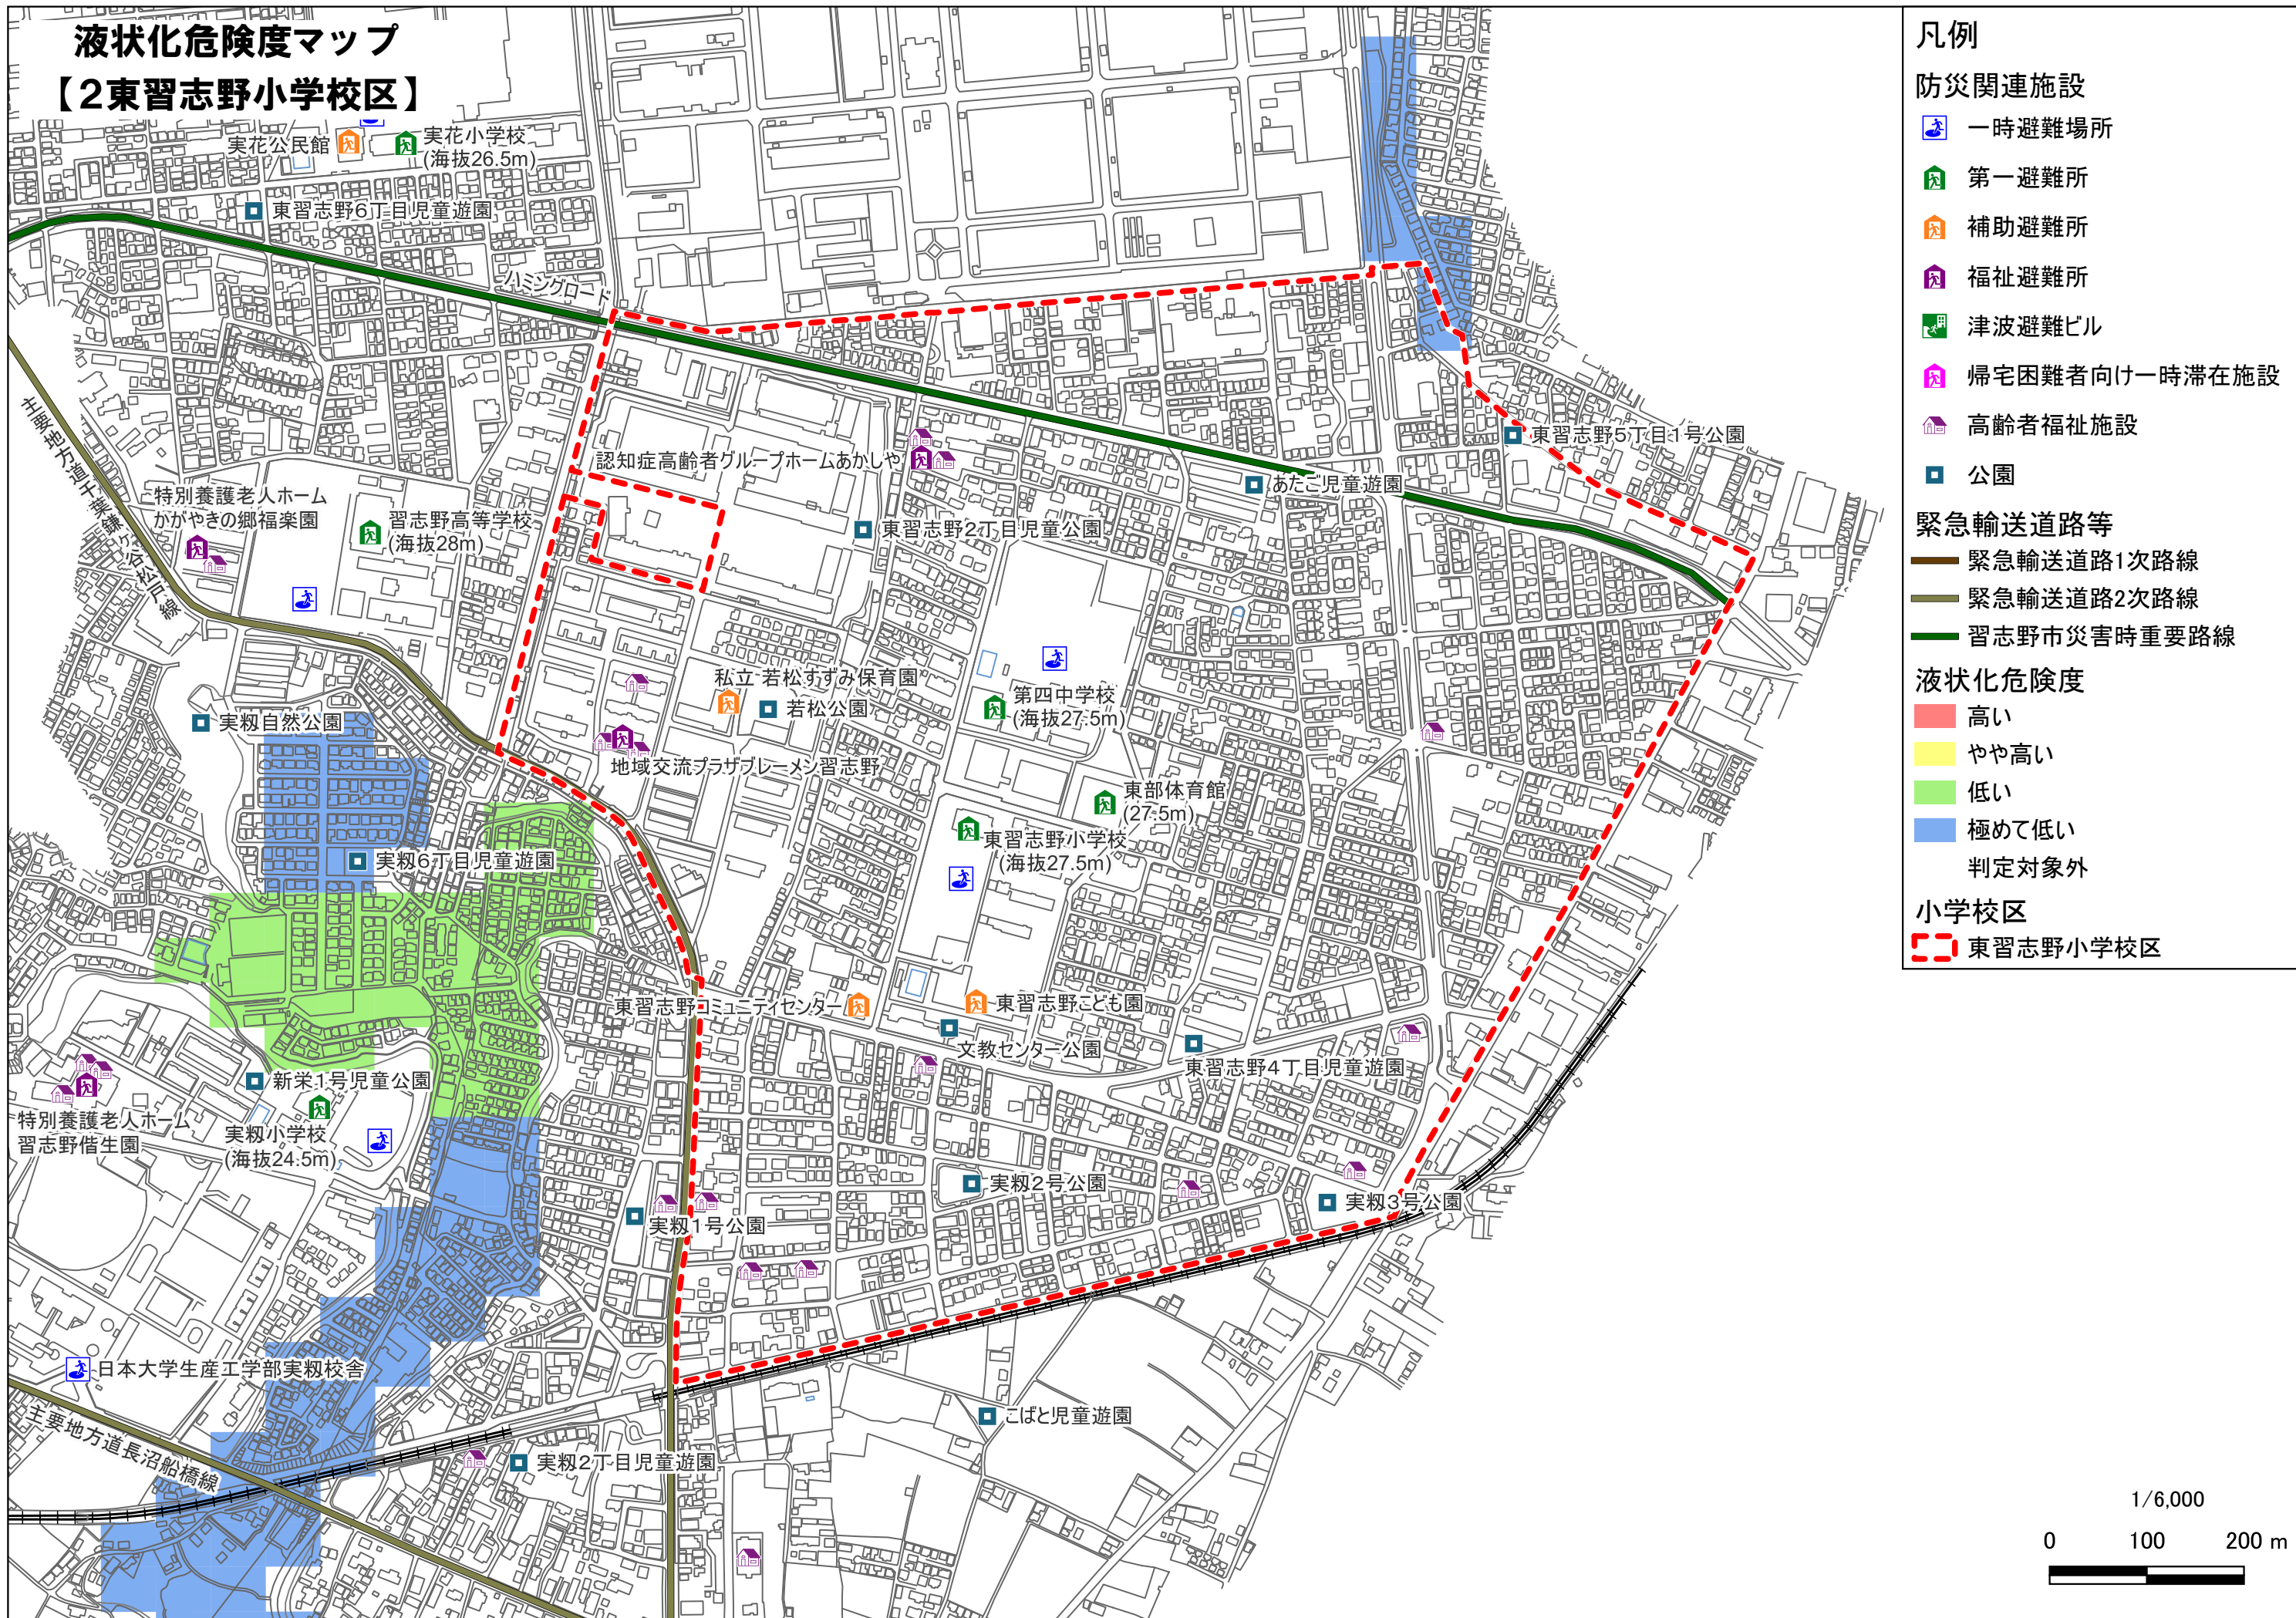 液状化危険度マップ
【2東習志野小学校区】
実花公民館
実花小学校
(海抜26.5m)
東習志野6丁目児童遊園
ハミングロード
主要地方道千葉鎌ヶ谷松戸線
特別養護老人ホーム
かがやきの郷福楽園
習志野高等学校
(海抜28m)
認知症高齢者グループホームあかしや
東習志野5丁目1号公園
あたご児童遊園
東習志野2丁目児童公園
私立 若松すずみ保育園
若松公園
第四中学校
(海抜27.5m)
実籾自然公園
地域交流プラザブレーメン習志野
東部体育館
(27.5m)
東習志野小学校
(海抜27.5m)
実籾6丁目児童遊園
東習志野コミュニティセンター
東習志野こども園
文教センター公園
東習志野4丁目児童遊園
新栄1号児童公園
特別養護老人ホーム
習志野偕生園
実籾小学校
(海抜24.5m)
実籾2号公園
実籾3号公園
実籾1号公園
日本大学生産工学部実籾校舎
主要地方道長沼船橋線
こばと児童遊園
実籾2丁目児童遊園
凡例
防災関連施設
一時避難場所
第一避難所
補助避難所
福祉避難所
津波避難ビル
帰宅困難者向け一時滞在施設
高齢者福祉施設
公園
緊急輸送道路等
緊急輸送道路1次路線
緊急輸送道路2次路線
習志野市災害時重要路線
液状化危険度
高い
やや高い
低い
極めて低い
判定対象外
小学校区
東習志野小学校区
1/6,000
0 100 200 m